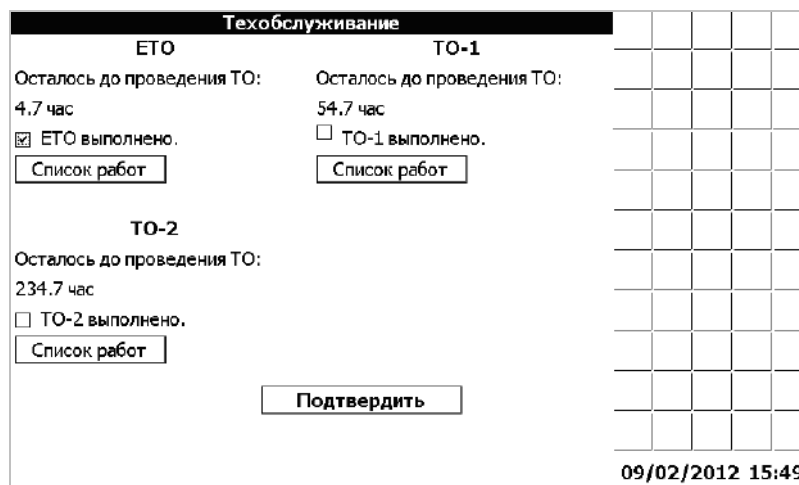 Техобслуживание
ЕТО
Осталось до проведения ТО:
4.7 час
ЕТО выполнено.
Список работ
ТО-1
Осталось до проведения ТО:
54.7 час
ТО-1 выполнено.
Список работ
ТО-2
Осталось до проведения ТО:
234.7 час
ТО-2 выполнено.
Список работ
Подтвердить
09/02/2012 15:49